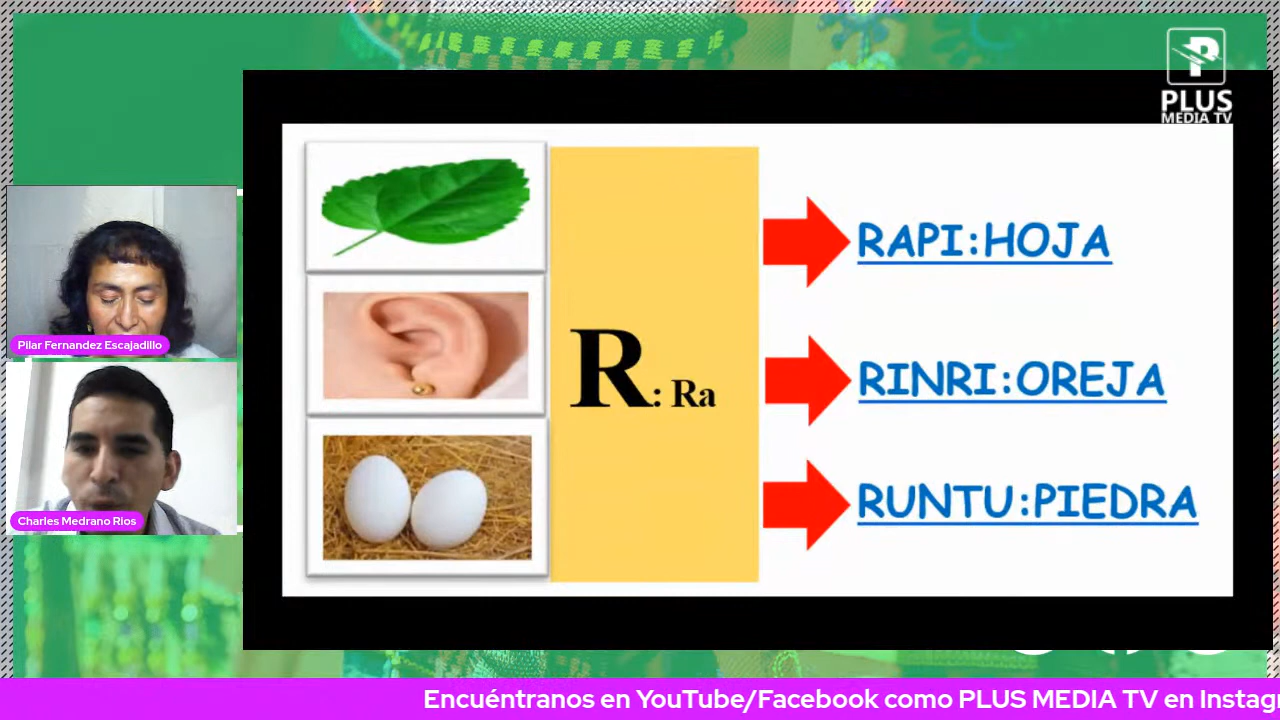 PLUS
MEDIA TV
RAPI:HOJA
RINRI:OREJA
R: Ra
RUNTU:PIEDRA
Pilar Fernandez Escajadillo
Charles Medrano Rios
Encuéntranos en YouTube/Facebook como PLUS MEDIA TV en Instag